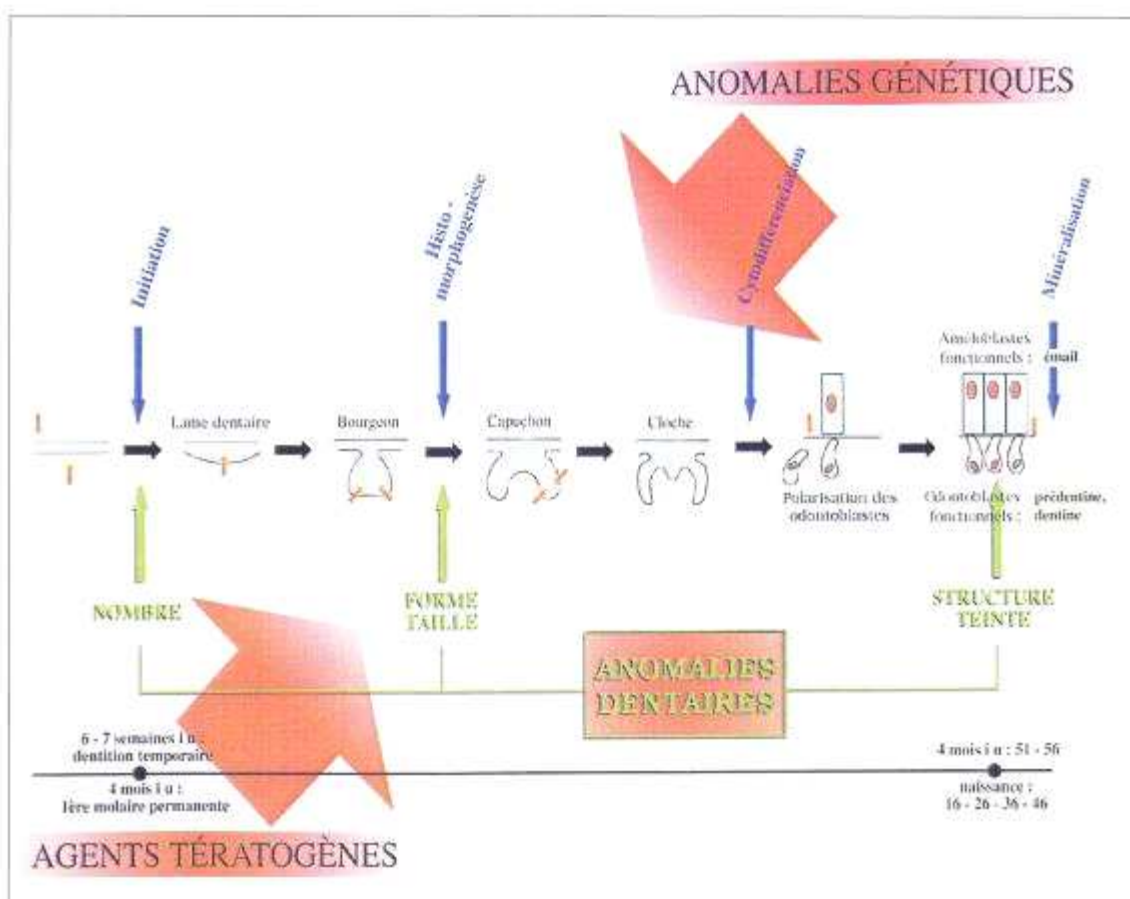 ANOMALIES GÉNÉTIQUES
Initiation
Histo -
morphogénèse
Cytodifférenciation
Minéralisation
Améloblastes
fonctionnels : émail
Lame dentaire
Bourgeon
Capuchon
Cloche
Polarisation des
odontoblastes
Odontoblastes
fonctionnels :
prédentine,
dentine
NOMBRE
FORME
TAILLE
STRUCTURE
TEINTE
ANOMALIES
DENTAIRES
6 - 7 semaines i u :
dentition temporaire
4 mois i u :
1ère molaire permanente
4 mois i u : 51 - 56
naissance :
16 - 26 - 36 - 46
AGENTS TÉRATOGÈNES